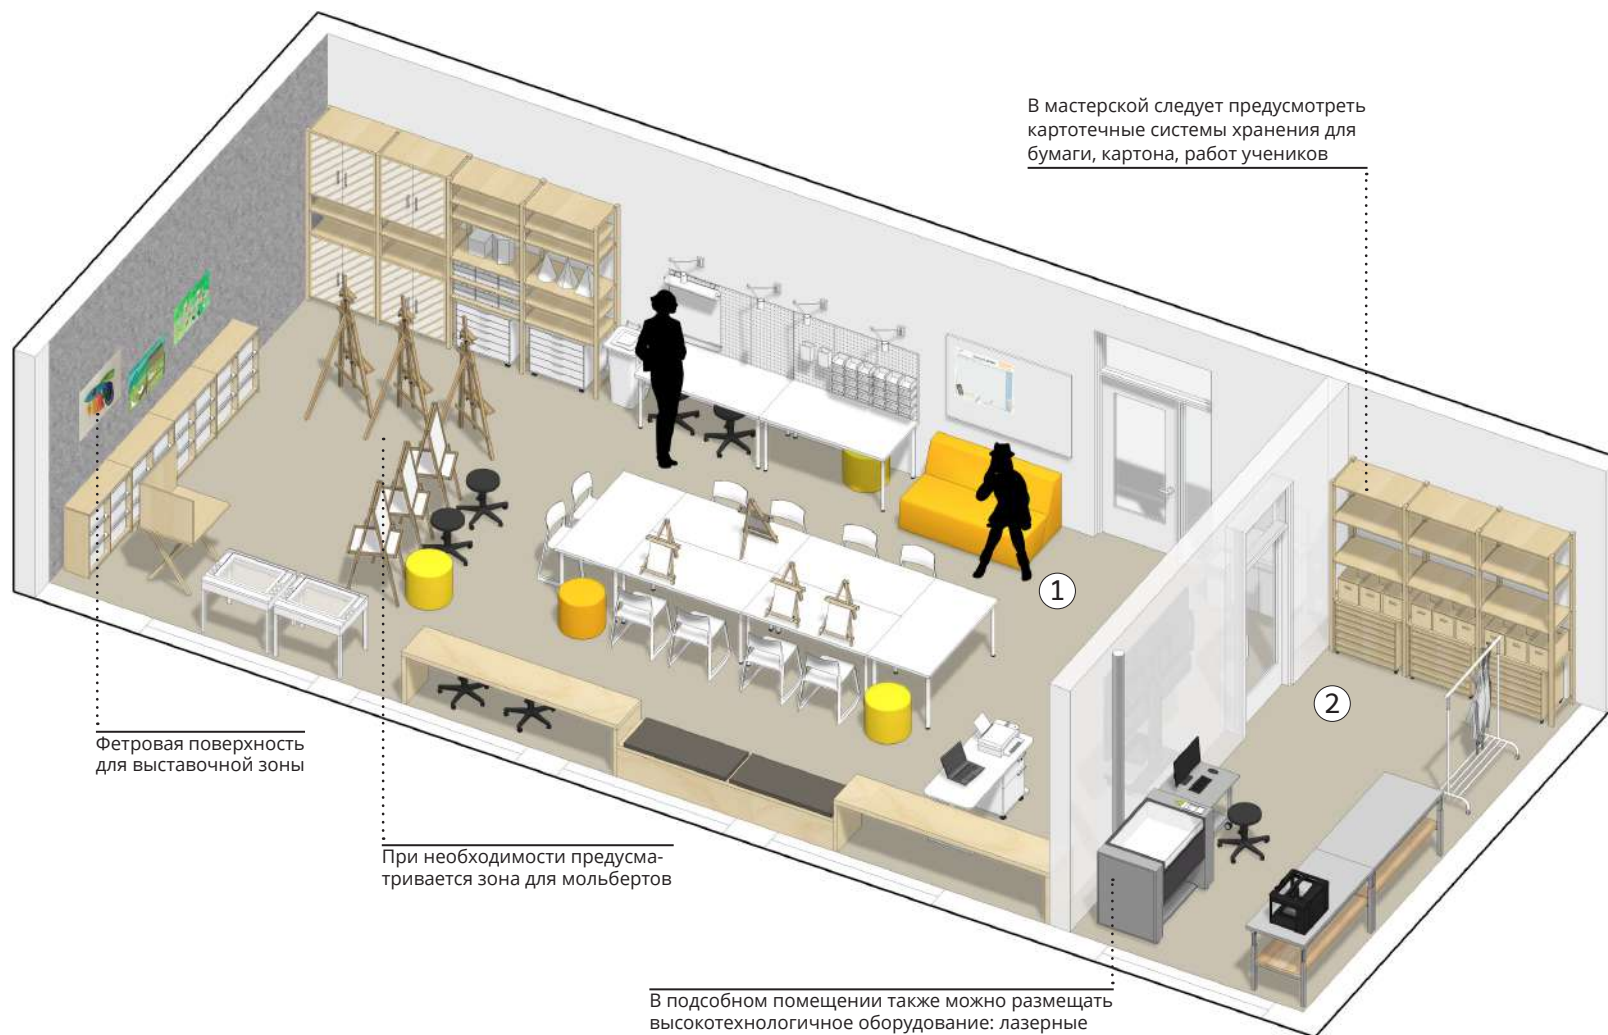 В мастерской следует предусмотреть
картотечные системы хранения для
бумаги, картона, работ учеников
1
2
Фетровая поверхность
для выставочной зоны
При необходимости предусма-
тривается зона для мольбертов
В подсобном помещении также можно размещать
высокотехнологичное оборудование: лазерные